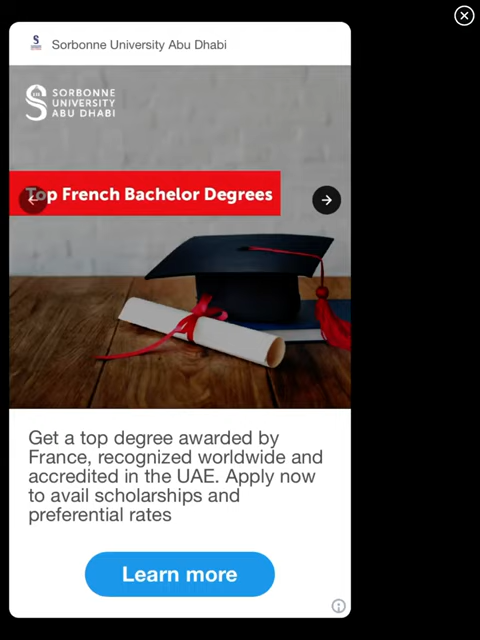 Sorbonne University Abu Dhabi
SORBONNE
UNIVERSITY
ABU DHABI
Top French Bachelor Degrees
Get a top degree awarded by
France, recognized worldwide and
accredited in the UAE. Apply now
to avail scholarships and
preferential rates
Learn more